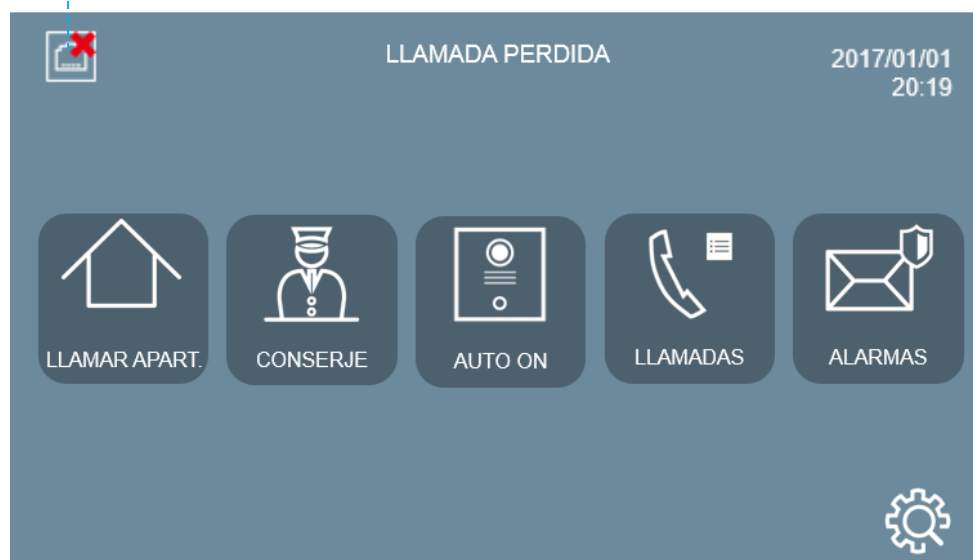 LLAMADA PERDIDA
2017/01/01
20:19
LLAMAR APART.
CONSERJE
AUTO ON
LLAMADAS
ALARMAS